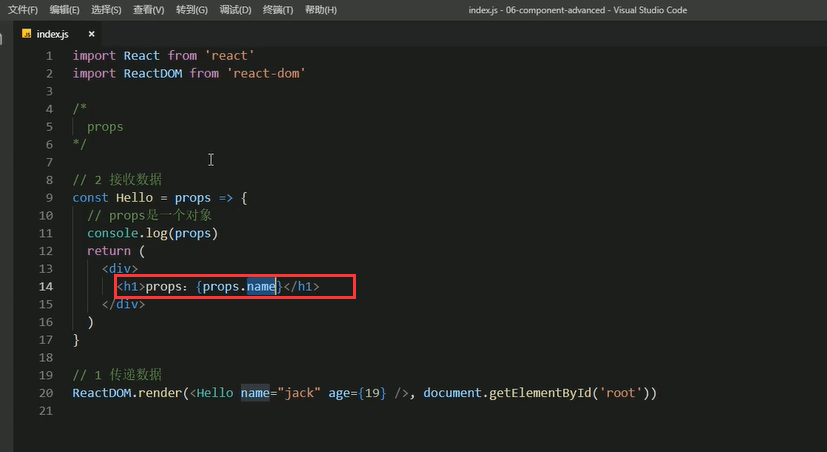 文件(F) 编辑(E) 选择(S) 查看(V) 转到(G) 调试(D) 终端(T) 帮助(H) index.js - 06-component-advanced - Visual Studio Code
JS index.js ×
1 import React from 'react'
2 import ReactDOM from 'react-dom'
3
4 /*
5   props
6 */
7
8 // 2 接收数据
9 const Hello = props => {
10   // props是一个对象
11   console.log(props)
12   return (
13     <div>
14       <h1>props：{props.name}</h1>
15     </div>
16   )
17 }
18
19 // 1 传递数据
20 ReactDOM.render(<Hello name="jack" age={19} />, document.getElementById('root'))
21